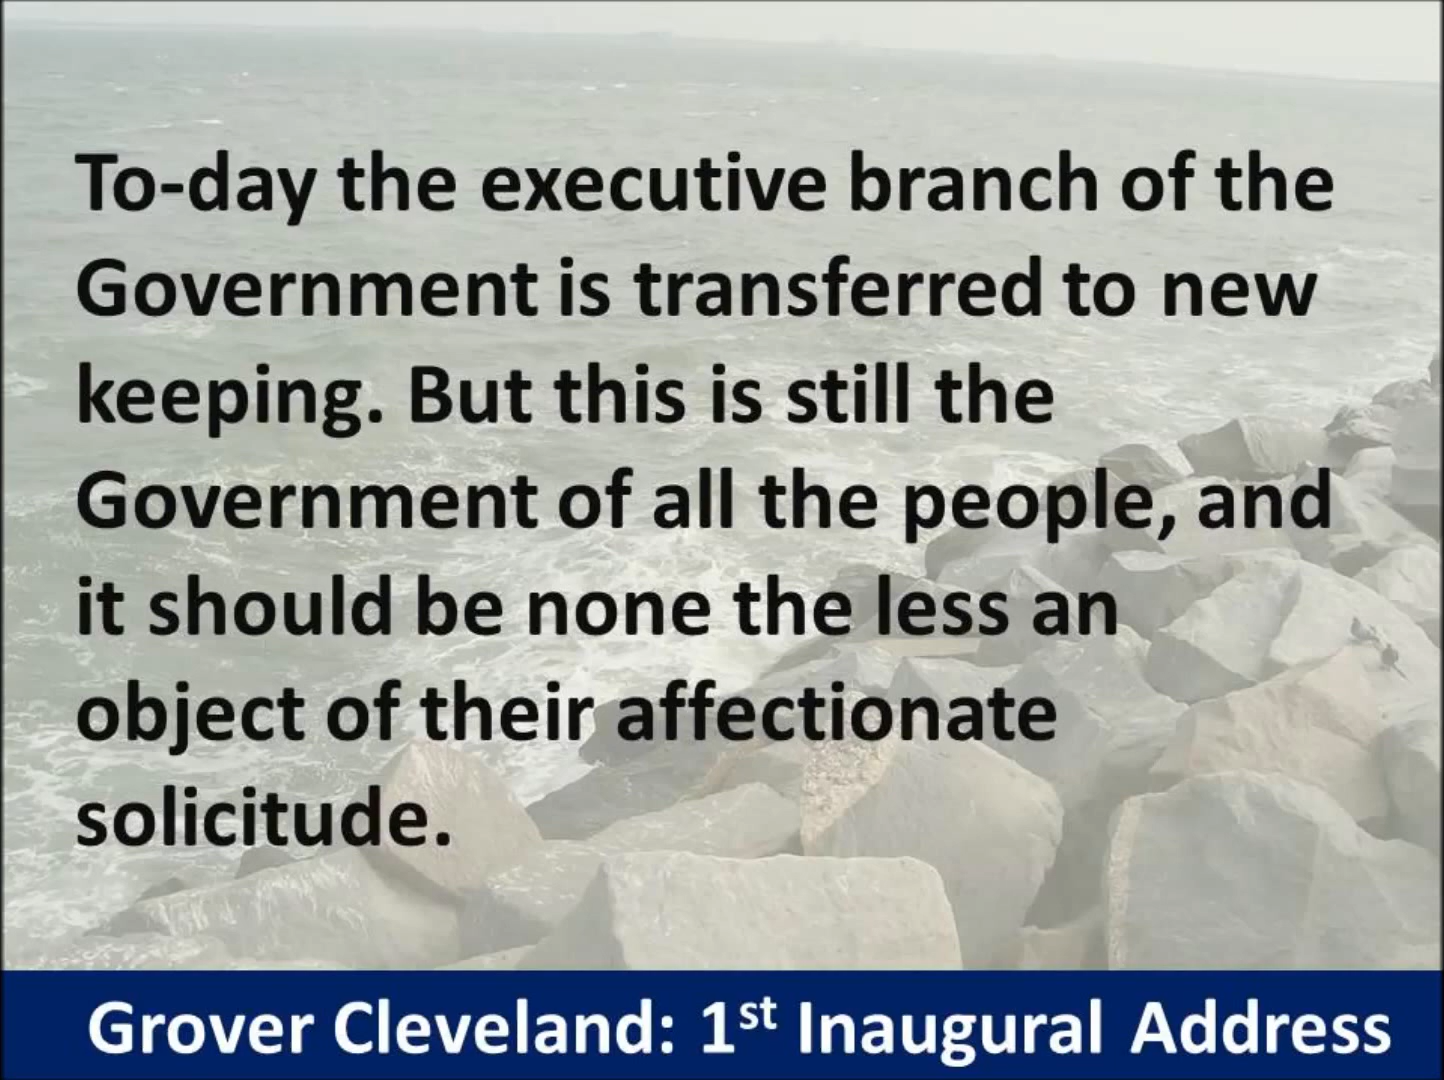 To-day the executive branch of the
Government is transferred to new
keeping. But this is still the
Government of all the people, and
it should be none the less an
object of their affectionate
solicitude.
Grover Cleveland: 1st Inaugural Address